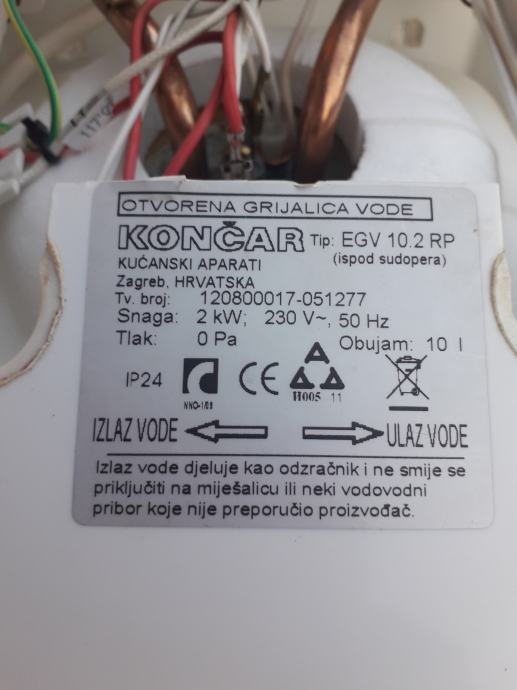 117°C
OTVORENA GRIJALICA VODE
KONČAR Tip: EGV 10.2 RP
KUĆANSKI APARATI (ispod sudopera)
Zagreb, HRVATSKA
Tv. broj: 120800017-051277
Snaga: 2 kW; 230 V~, 50 Hz
Tlak: 0 Pa Obujam: 10 l
IP24 CE
И005 11
IZLAZ VODE ULAZ VODE
Izlaz vode djeluje kao odzračnik i ne smije se
priključiti na miješalicu ili neki vodovodni
pribor koje nije preporučio proizvođač.